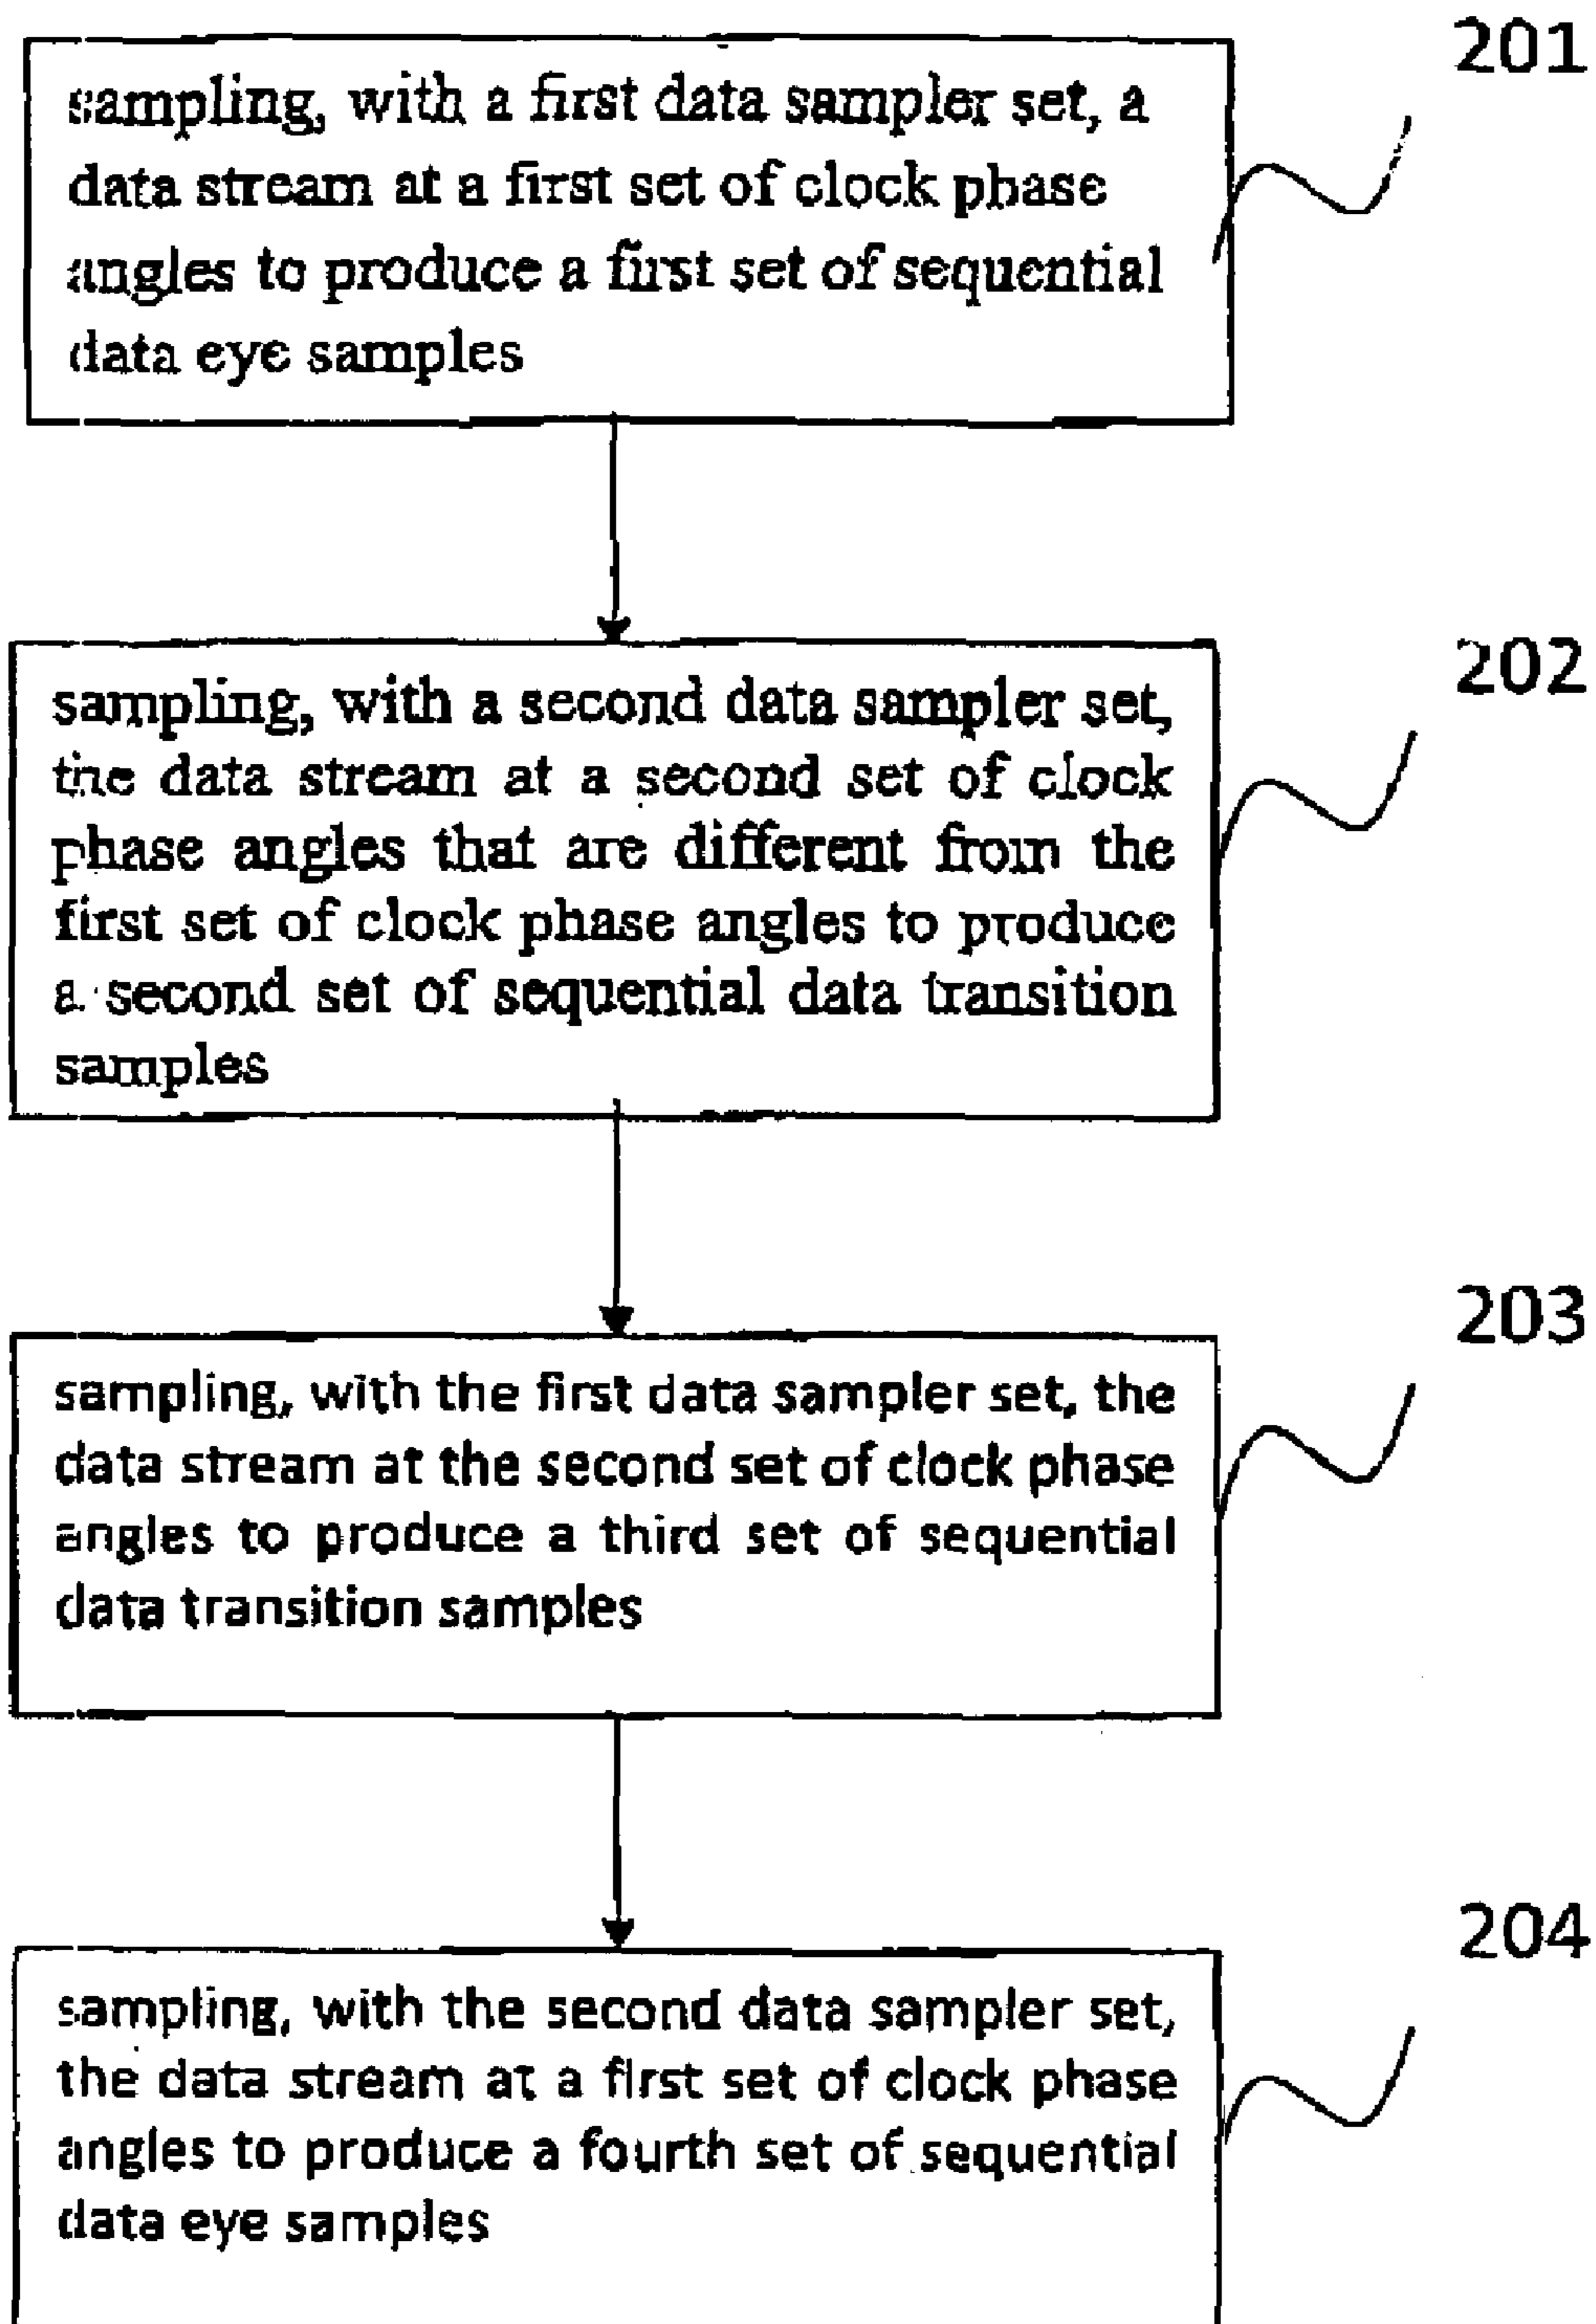 201
sampling, with a first data sampler set, a
data stream at a first set of clock phase
angles to produce a first set of sequential
data eye samples
202
sampling, with a second data sampler set,
the data stream at a second set of clock
phase angles that are different from the
first set of clock phase angles to produce
a second set of sequential data transition
samples
203
sampling, with the first data sampler set, the
data stream at the second set of clock phase
angles to produce a third set of sequential
data transition samples
204
sampling, with the second data sampler set,
the data stream at a first set of clock phase
angles to produce a fourth set of sequential
data eye samples